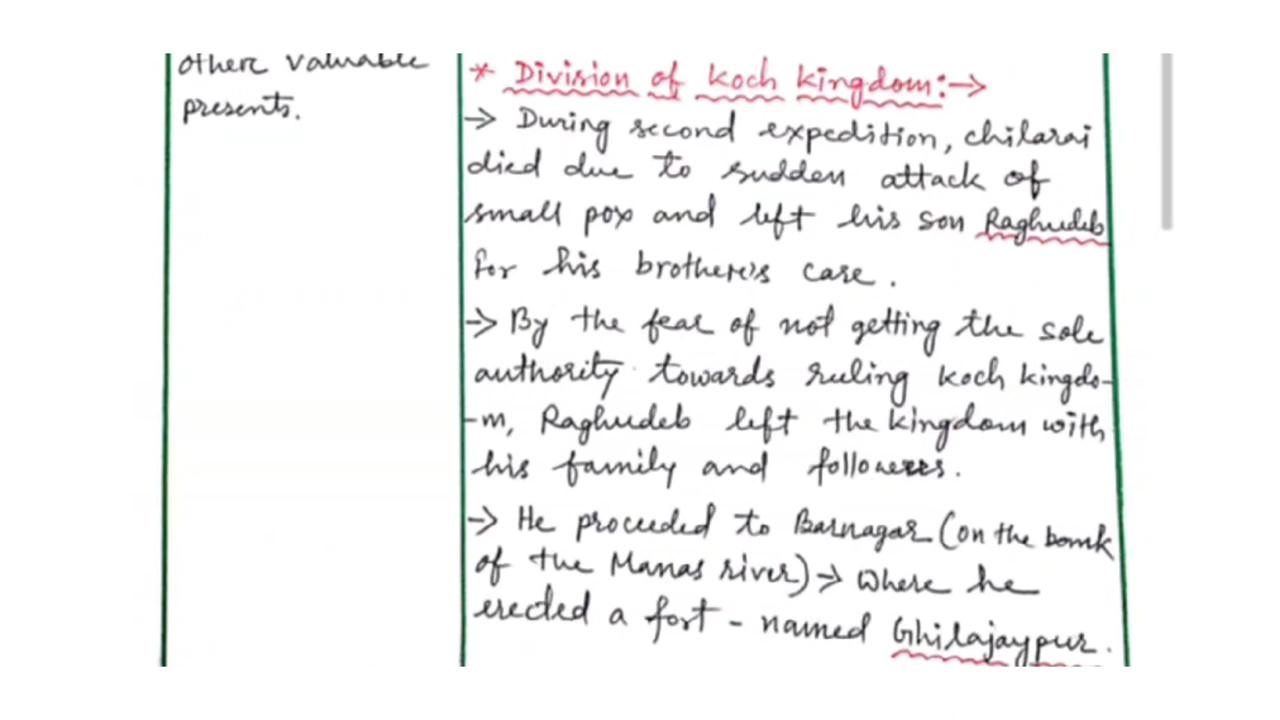 othere valuable
presents.
* Division of Koch kingdom:→
→ During second expedition, chilarai
died due to sudden attack of
small pox and left his son Raghudeb
for his brothere's case.
→ By the fear of not getting the sole
authority towards ruling Koch kingdo-
-m, Raghudeb left the kingdom with
his family and followers.
→ He proceeded to Barnagar (on the bank
of the Manas river) → where he
erected a fort - named Ghilajaypur.